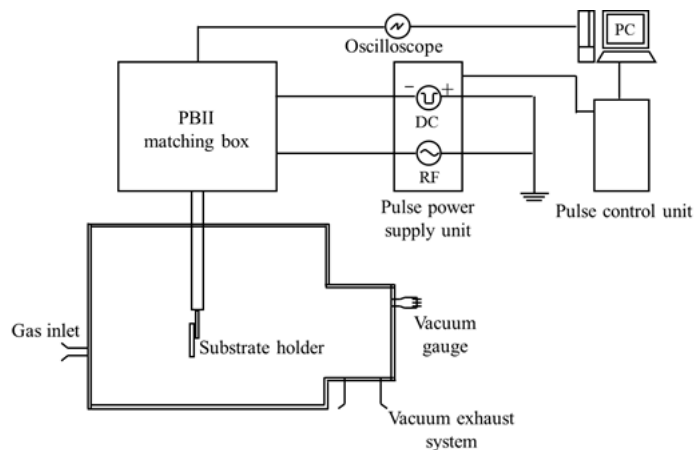 Oscilloscope
PC
PBII
matching box
− +
DC
RF
Pulse power
supply unit
Pulse control unit
Gas inlet
Substrate holder
Vacuum
gauge
Vacuum exhaust
system